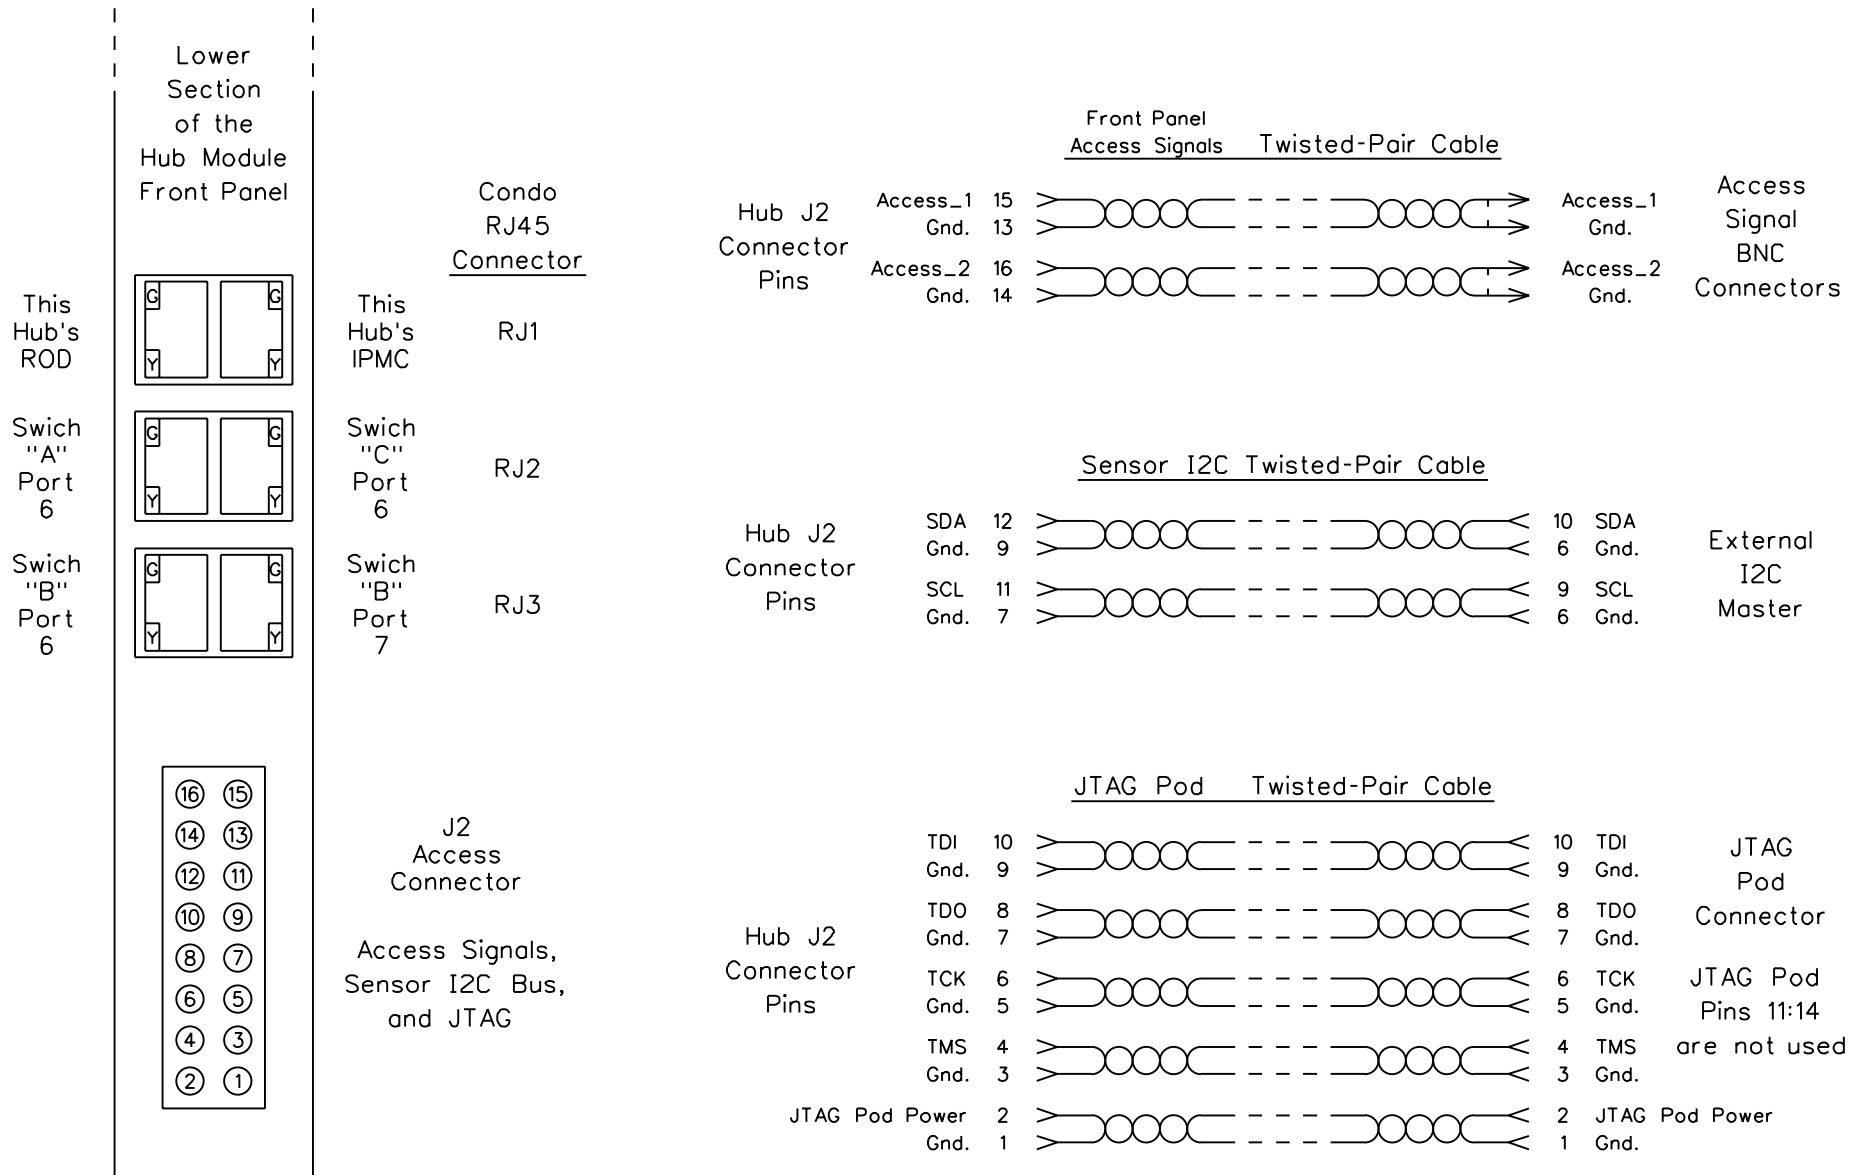 Lower
Section
of the
Hub Module
Front Panel
This
Hub's
ROD
G
G
Y
Y
This
Hub's
IPMC
Swich
"A"
Port
6
G
G
Y
Y
Swich
"C"
Port
6
Swich
"B"
Port
6
G
G
Y
Y
Swich
"B"
Port
7
Condo
RJ45
Connector
RJ1
RJ2
RJ3
16 15
14 13
12 11
10 9
8 7
6 5
4 3
2 1
J2
Access
Connector
Access Signals,
Sensor I2C Bus,
and JTAG
Front Panel
Access Signals Twisted-Pair Cable
Hub J2
Connector
Pins
Access_1 15
Gnd. 13
Access_2 16
Gnd. 14
Access_1
Gnd.
Access_2
Gnd.
Access
Signal
BNC
Connectors
Sensor I2C Twisted-Pair Cable
Hub J2
Connector
Pins
SDA 12
Gnd. 9
SCL 11
Gnd. 7
10 SDA
6 Gnd.
9 SCL
6 Gnd.
External
I2C
Master
JTAG Pod Twisted-Pair Cable
Hub J2
Connector
Pins
TDI 10
Gnd. 9
TDO 8
Gnd. 7
TCK 6
Gnd. 5
TMS 4
Gnd. 3
JTAG Pod Power 2
Gnd. 1
10 TDI
9 Gnd.
8 TDO
7 Gnd.
6 TCK
5 Gnd.
4 TMS
3 Gnd.
2 JTAG Pod Power
1 Gnd.
JTAG
Pod
Connector
JTAG Pod
Pins 11:14
are not used